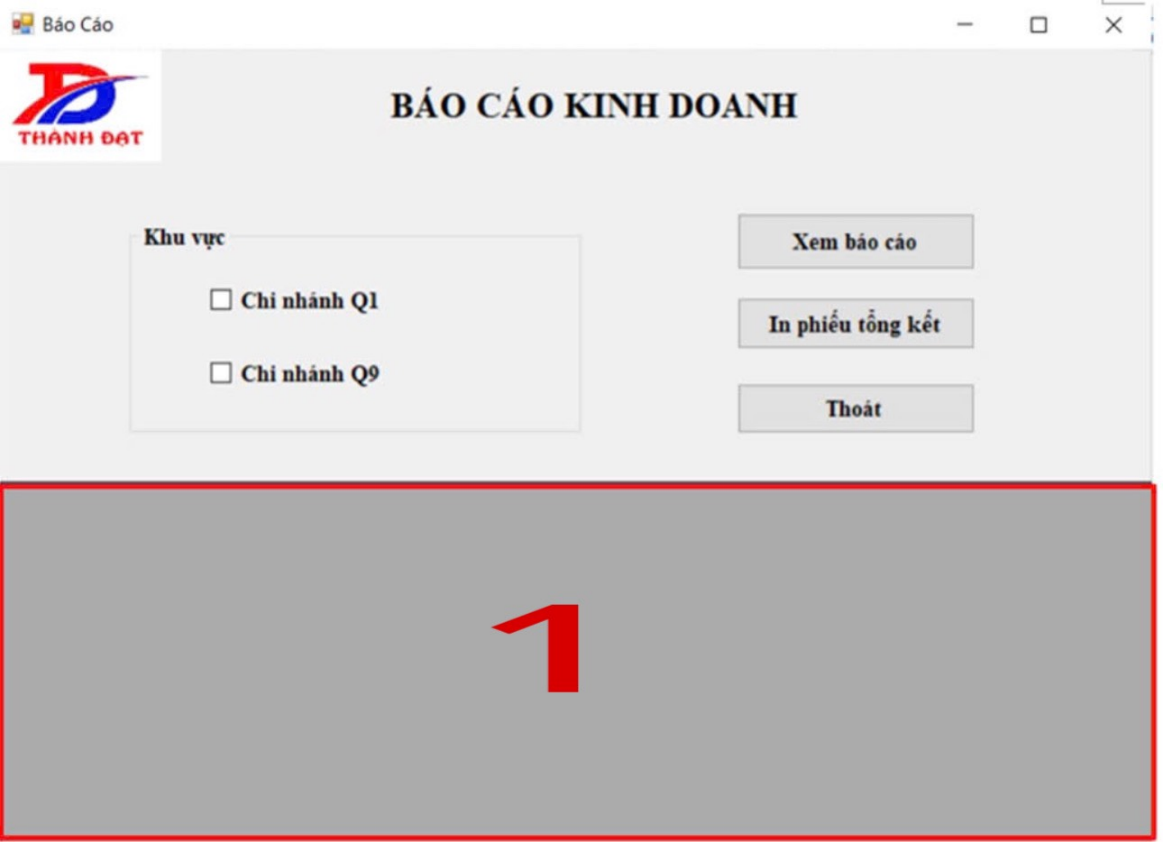 Báo Cáo
THÀNH ĐẠT
BÁO CÁO KINH DOANH
Khu vực
Chi nhánh Q1
Chi nhánh Q9
Xem báo cáo
In phiếu tổng kết
Thoát
1